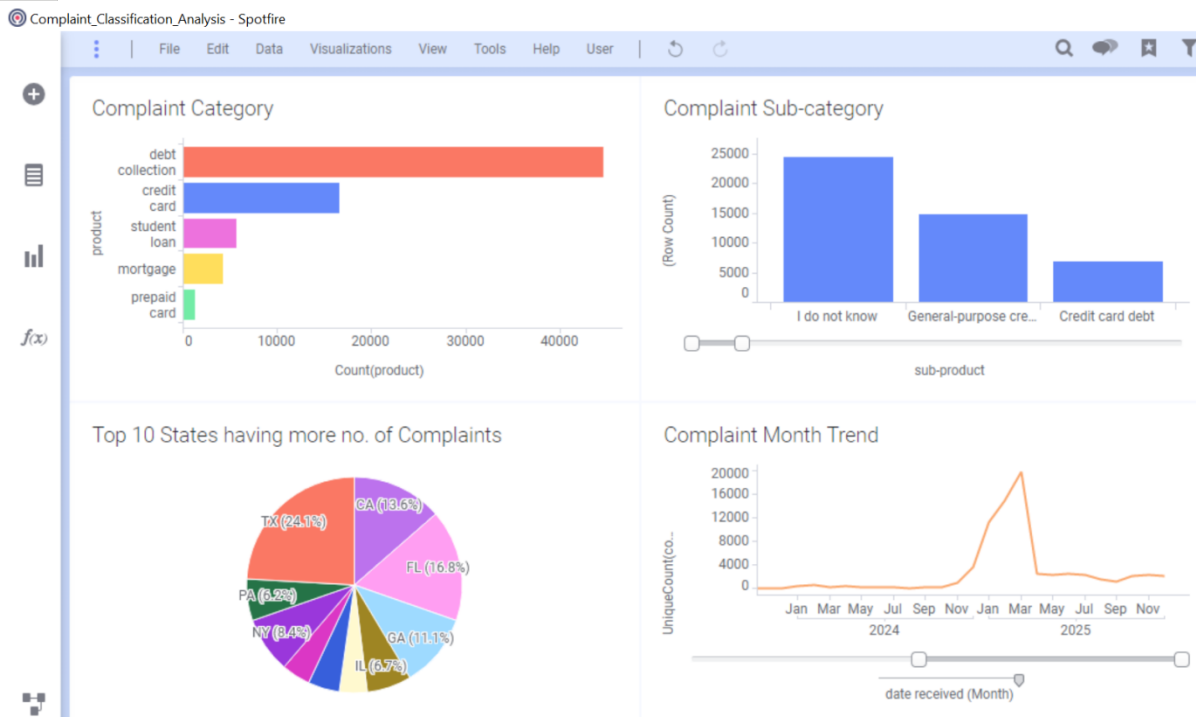 Complaint_Classification_Analysis - Spotfire
File Edit Data Visualizations View Tools Help User
Complaint Category
product
debt
collection
credit
card
student
loan
mortgage
prepaid
card
0 10000 20000 30000 40000
Count(product)
Complaint Sub-category
(Row Count)
25000
20000
15000
10000
5000
0
I do not know General-purpose cre... Credit card debt
sub-product
f(x)
Top 10 States having more no. of Complaints
CA (13.6%)
TX (24.1%)
FL (16.8%)
PA (6.2%)
NY (8.4%)
GA (11.1%)
IL (6.7%)
Complaint Month Trend
UniqueCount(co...
20000
16000
12000
8000
4000
0
Jan Mar May Jul Sep Nov Jan Mar May Jul Sep Nov
2024 2025
date received (Month)